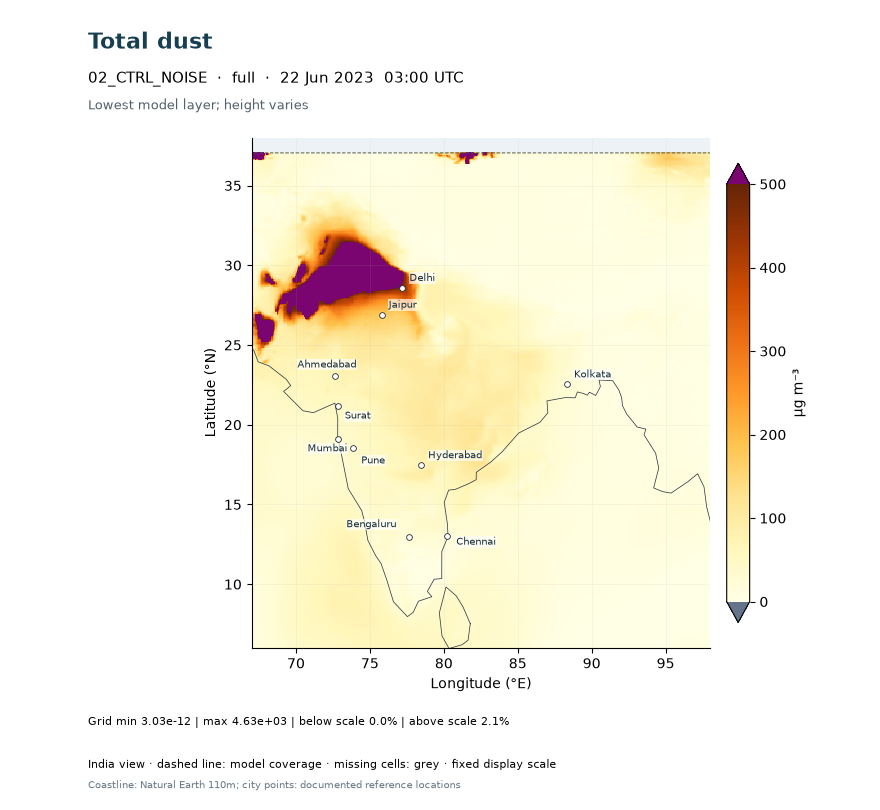 Total dust
02_CTRL_NOISE · full · 22 Jun 2023 03:00 UTC
Lowest model layer; height varies
35
30
25
20
15
10
70
75
80
85
90
95
Latitude (°N)
Longitude (°E)
Delhi
Jaipur
Ahmedabad
Kolkata
Surat
Mumbai
Pune
Hyderabad
Bengaluru
Chennai
500
400
300
200
100
0
µg m⁻³
Grid min 3.03e-12 | max 4.63e+03 | below scale 0.0% | above scale 2.1%
India view · dashed line: model coverage · missing cells: grey · fixed display scale
Coastline: Natural Earth 110m; city points: documented reference locations